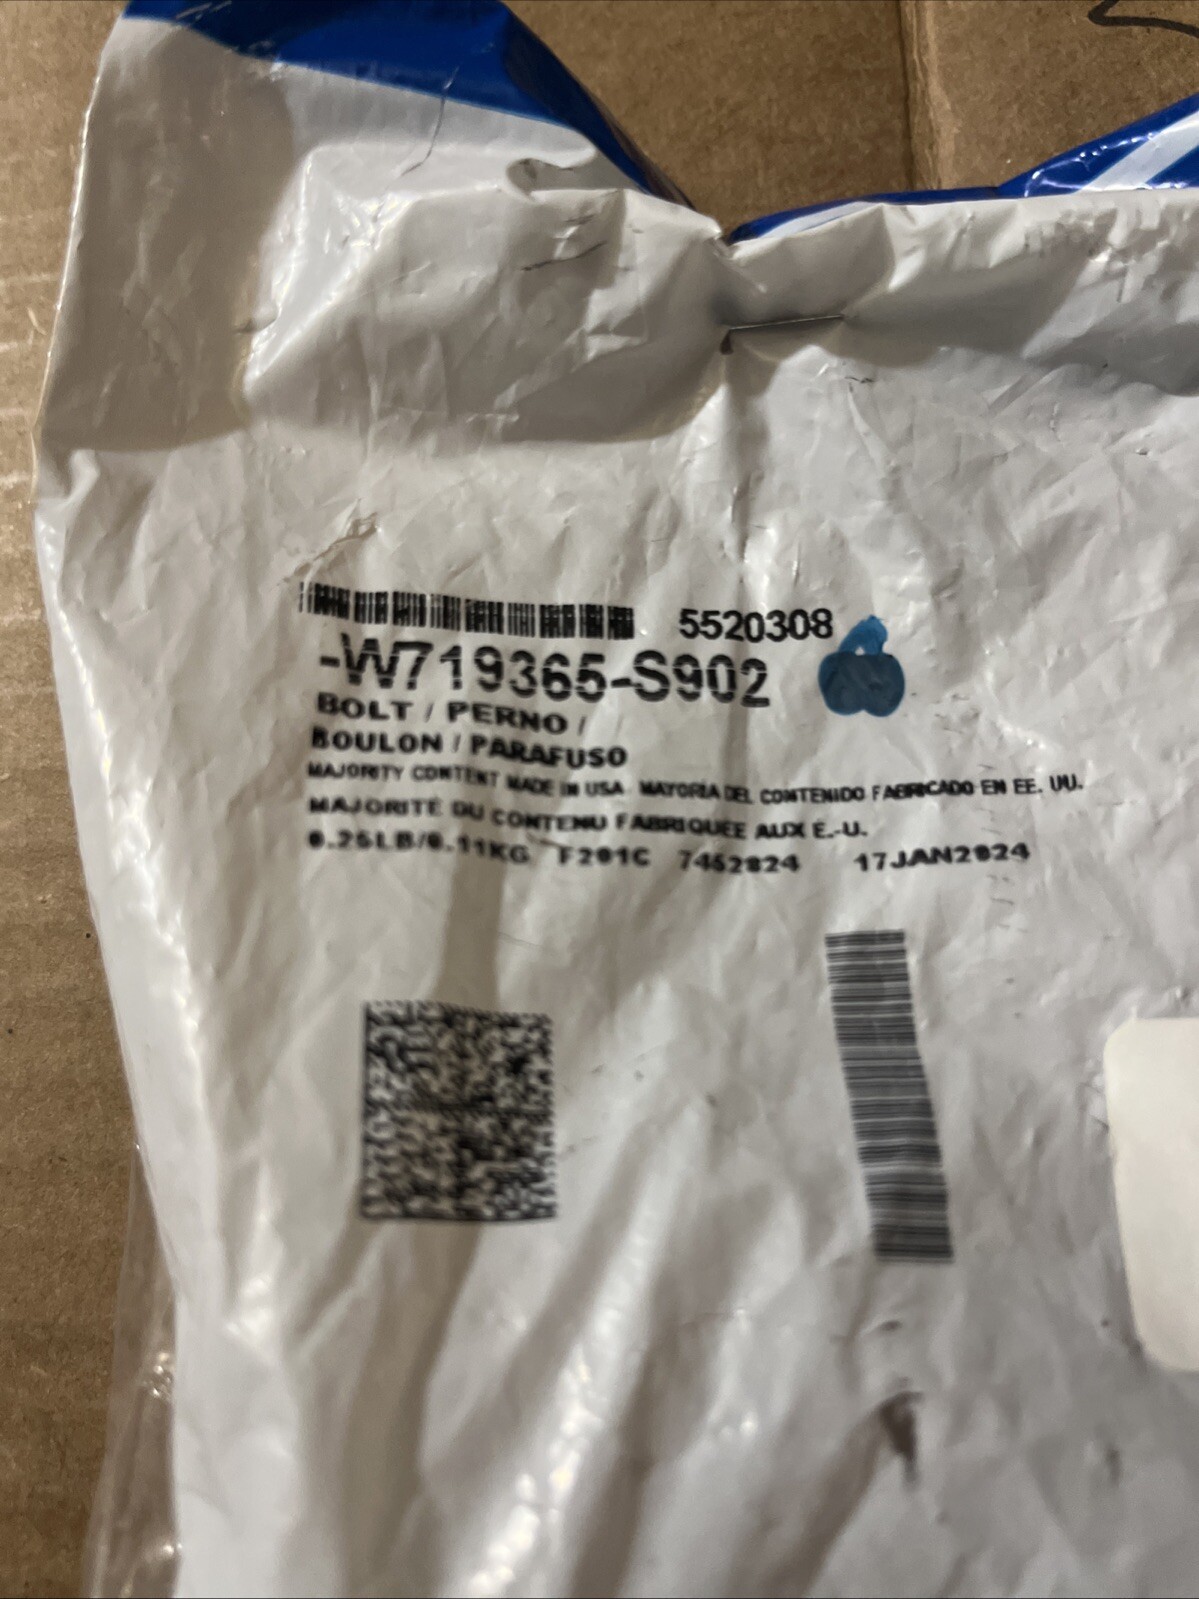 5520308
-W719365-S902
BOLT / PERNO /
BOULON / PARAFUSO
MAJORITY CONTENT MADE IN USA MAYORIA DEL CONTENIDO FABRICADO EN EE. UU.
MAJORITÉ DU CONTENU FABRIQUÉE AUX É.-U.
0.25LB/0.11KG F201C 7452824 17JAN2024